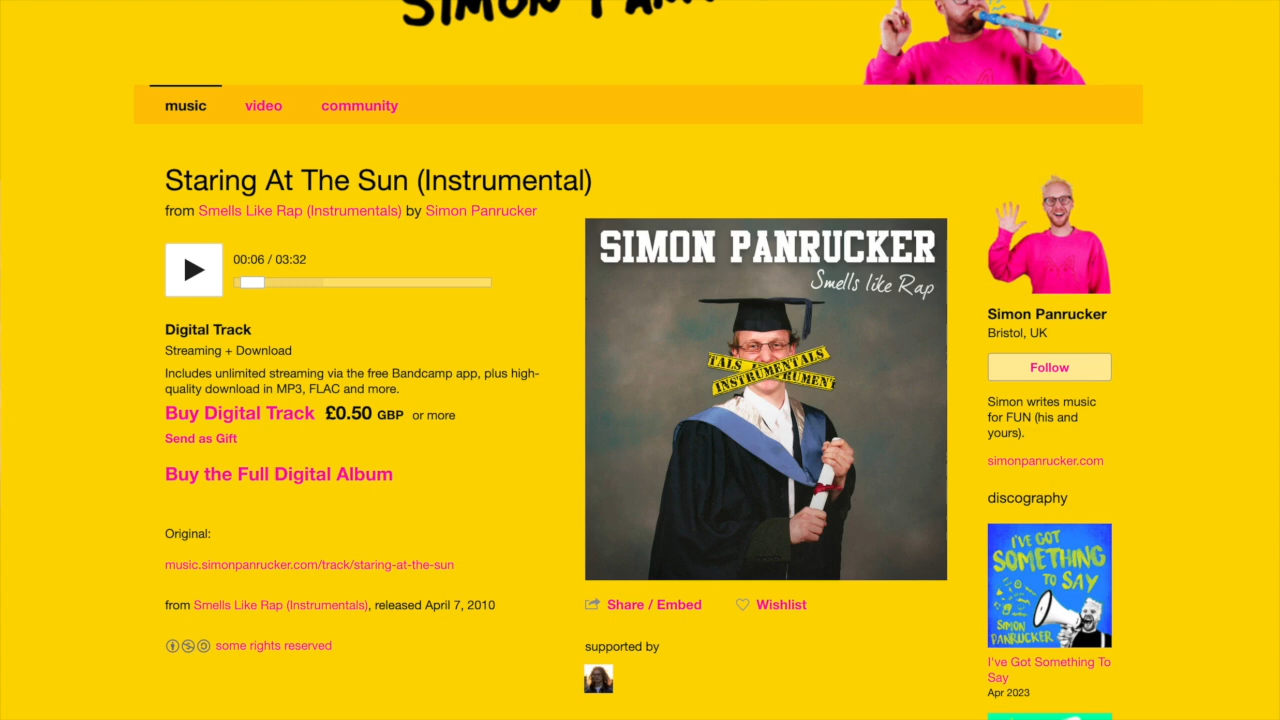 SIMON
music
video
community
Staring At The Sun (Instrumental)
from Smells Like Rap (Instrumentals) by Simon Panrucker
00:06 / 03:32
Digital Track
Streaming + Download
Includes unlimited streaming via the free Bandcamp app, plus high-
quality download in MP3, FLAC and more.
Buy Digital Track £0.50 GBP or more
Send as Gift
Buy the Full Digital Album
Original:
music.simonpanrucker.com/track/staring-at-the-sun
from Smells Like Rap (Instrumentals), released April 7, 2010
some rights reserved
SIMON PANRUCKER
Smells like Rap
TALS INSTRUMENTALS
INSTRUMENTALS RUMENT
Share / Embed
Wishlist
supported by
Simon Panrucker
Bristol, UK
Follow
Simon writes music
for FUN (his and
yours).
simonpanrucker.com
discography
I'VE GOT
SOMETHING
TO SAY
SIMON
PANRUCKER
I've Got Something To
Say
Apr 2023